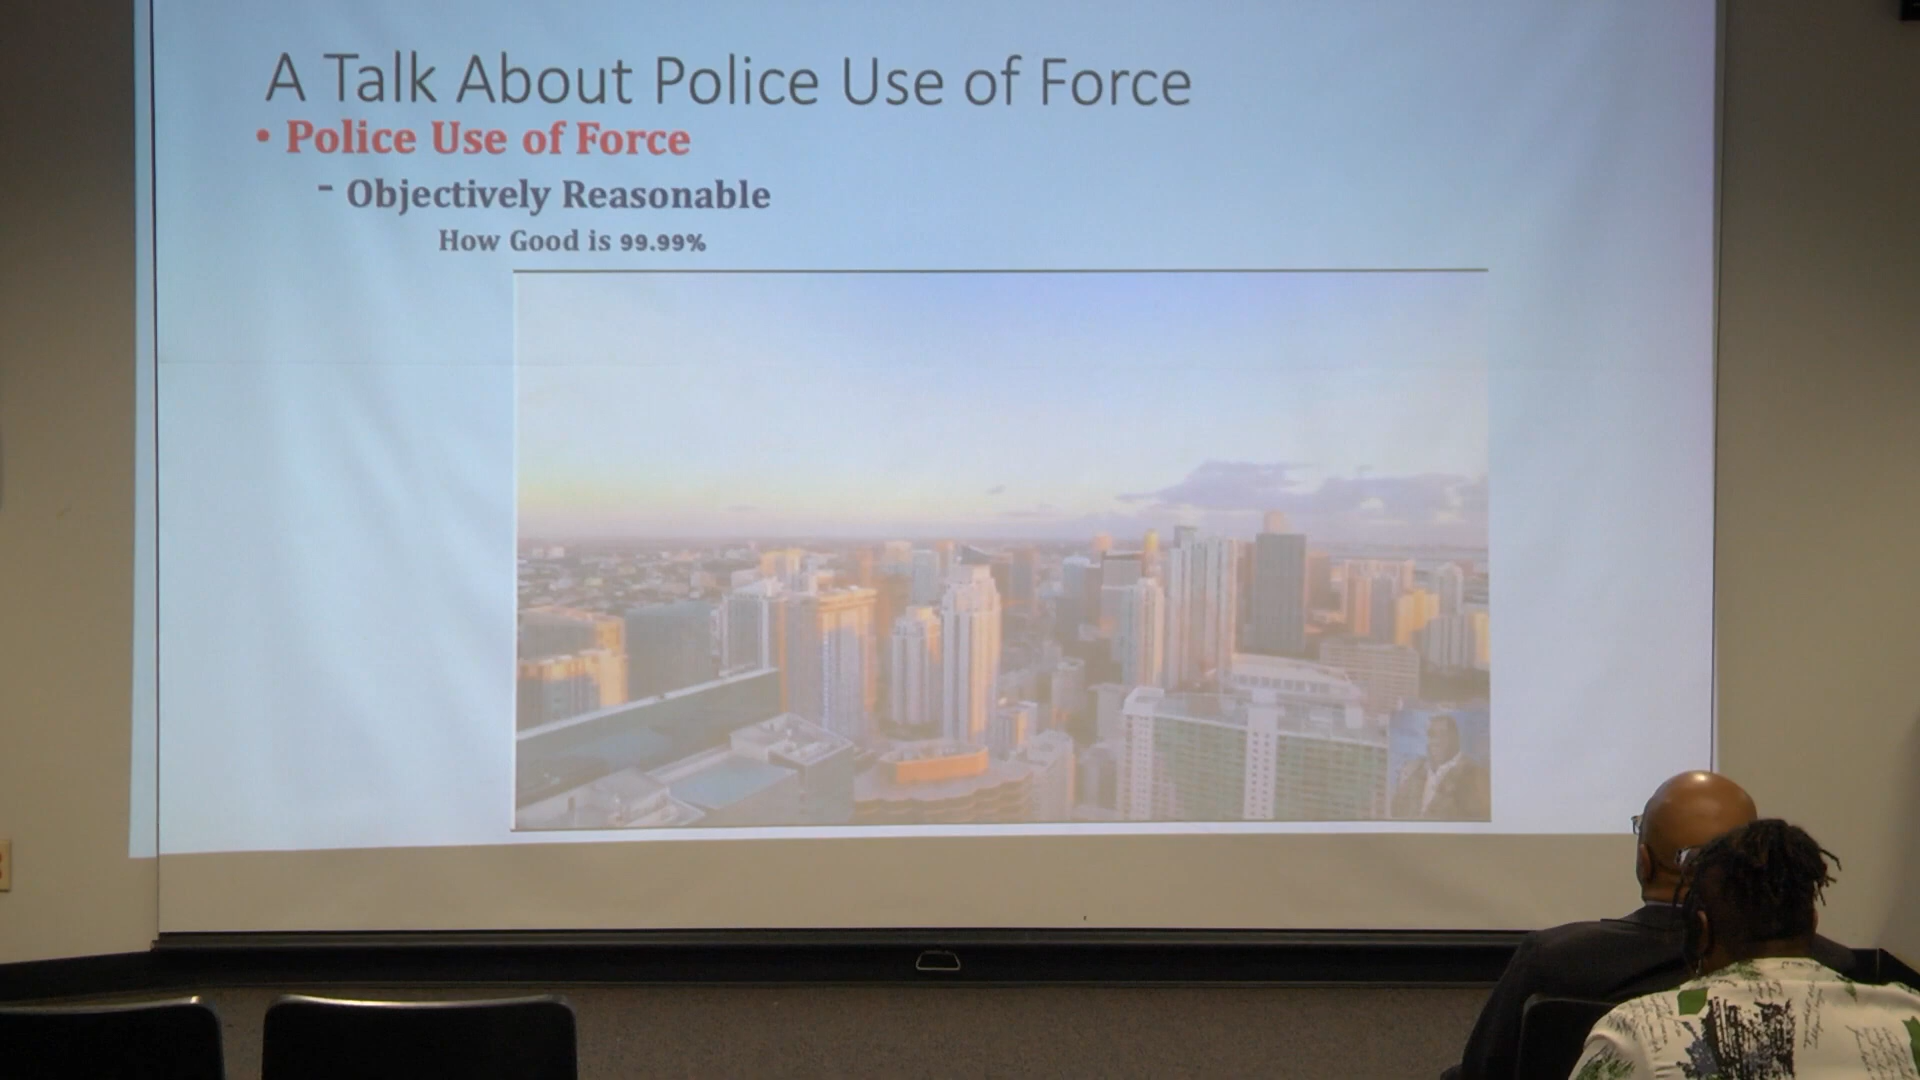 A Talk About Police Use of Force
• Police Use of Force
- Objectively Reasonable
How Good is 99.99%